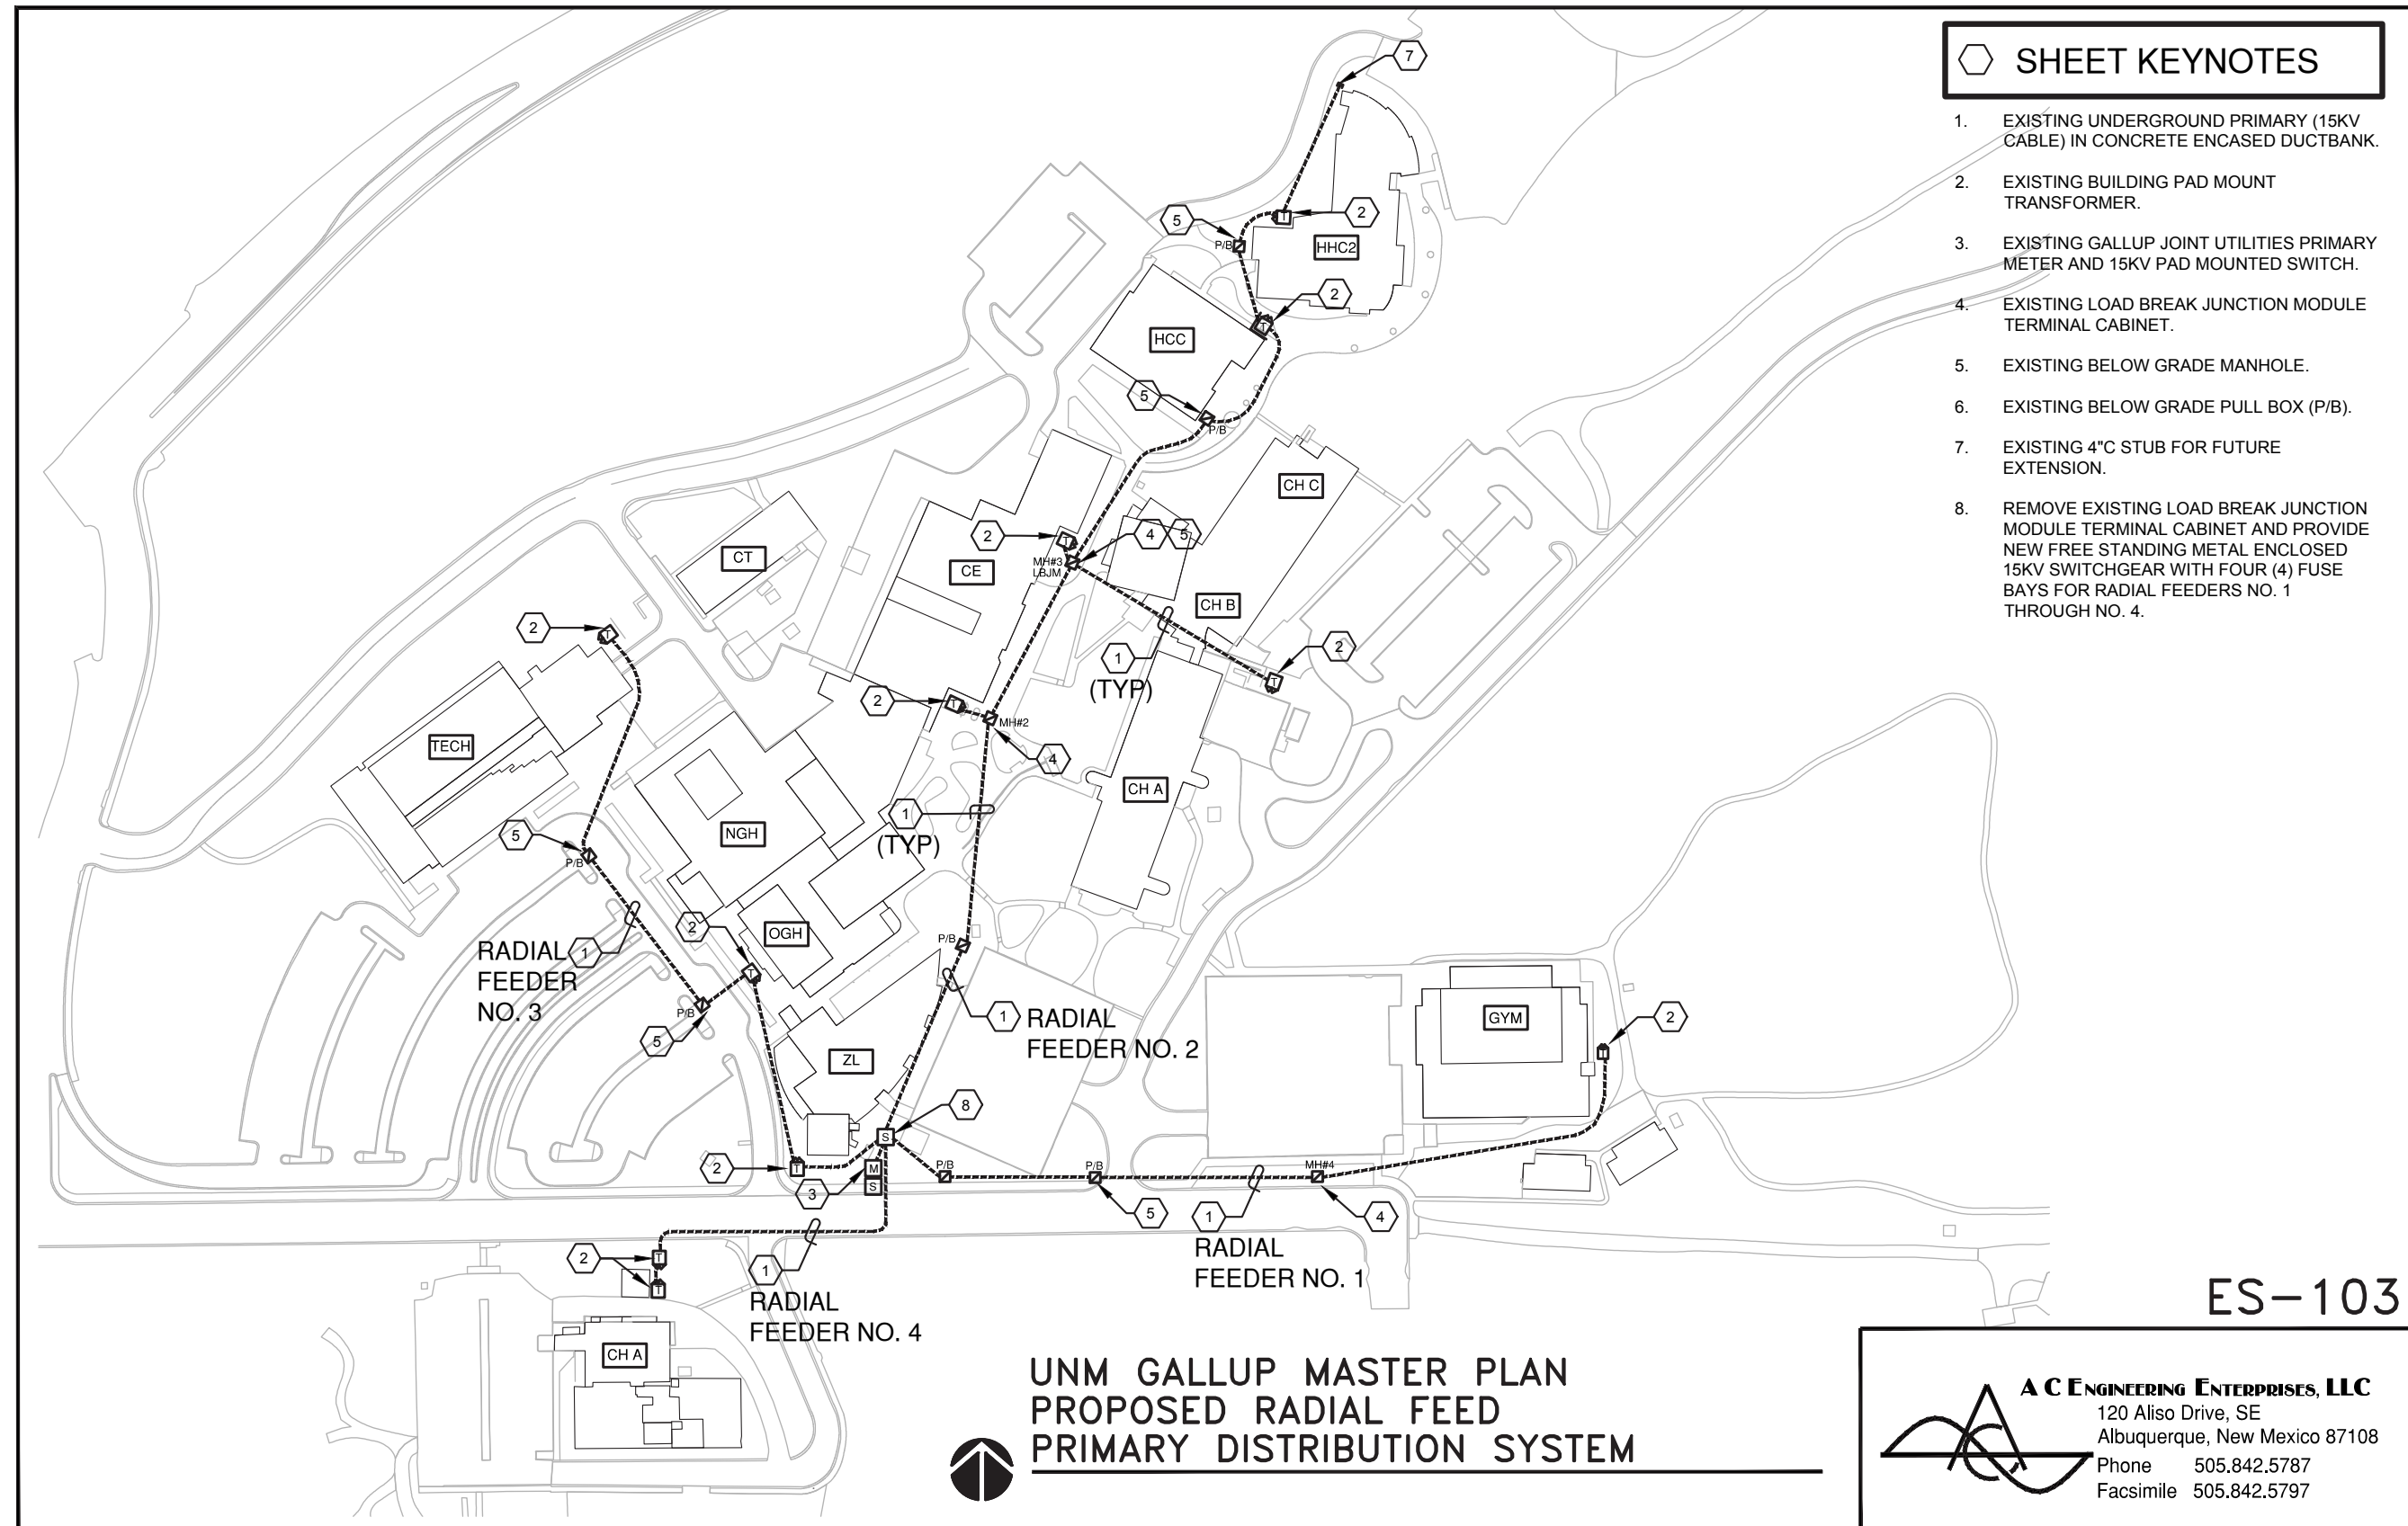 SHEET KEYNOTES
1. EXISTING UNDERGROUND PRIMARY (15KV
CABLE) IN CONCRETE ENCASED DUCTBANK.
2. EXISTING BUILDING PAD MOUNT
TRANSFORMER.
3. EXISTING GALLUP JOINT UTILITIES PRIMARY
METER AND 15KV PAD MOUNTED SWITCH.
4. EXISTING LOAD BREAK JUNCTION MODULE
TERMINAL CABINET.
5. EXISTING BELOW GRADE MANHOLE.
6. EXISTING BELOW GRADE PULL BOX (P/B).
7. EXISTING 4"C STUB FOR FUTURE
EXTENSION.
8. REMOVE EXISTING LOAD BREAK JUNCTION
MODULE TERMINAL CABINET AND PROVIDE
NEW FREE STANDING METAL ENCLOSED
15KV SWITCHGEAR WITH FOUR (4) FUSE
BAYS FOR RADIAL FEEDERS NO. 1
THROUGH NO. 4.
7
5
T
2
P/B
HHC2
2
T
HCC
5
P/B
CH C
2
T
4
5
MH#3
LBJM
CT
CE
CH B
2
T
1
(TYP)
2
T
2
T
MH#2
4
TECH
CH A
1
(TYP)
NGH
5
P/B
2
OGH
T
P/B
RADIAL
FEEDER
NO. 3
1
P/B
5
1
RADIAL
FEEDER NO. 2
GYM
2
T
ZL
8
S
2
T
M
S
3
P/B
P/B
5
MH#4
4
1
RADIAL
FEEDER NO. 1
2
T
T
1
RADIAL
FEEDER NO. 4
CH A
UNM GALLUP MASTER PLAN
PROPOSED RADIAL FEED
PRIMARY DISTRIBUTION SYSTEM
ES-103
A C ENGINEERING ENTERPRISES, LLC
120 Aliso Drive, SE
Albuquerque, New Mexico 87108
Phone 505.842.5787
Facsimile 505.842.5797